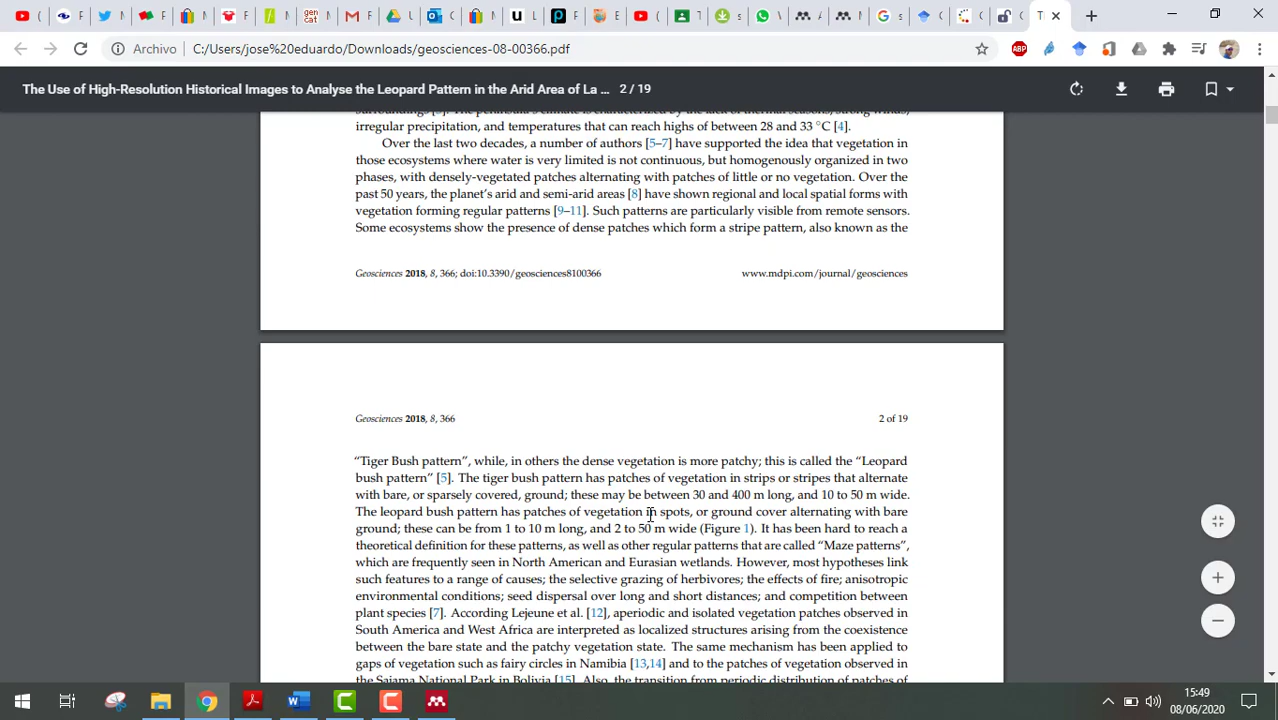 Archivo
C:/Users/jose%20eduardo/Downloads/geosciences-08-00366.pdf
The Use of High-Resolution Historical Images to Analyse the Leopard Pattern in the Arid Area of La ...
2 / 19
irregular precipitation, and temperatures that can reach highs of between 28 and 33 °C [4].
Over the last two decades, a number of authors [5–7] have supported the idea that vegetation in
those ecosystems where water is very limited is not continuous, but homogenously organized in two
phases, with densely-vegetated patches alternating with patches of little or no vegetation. Over the
past 50 years, the planet's arid and semi-arid areas [8] have shown regional and local spatial forms with
vegetation forming regular patterns [9–11]. Such patterns are particularly visible from remote sensors.
Some ecosystems show the presence of dense patches which form a stripe pattern, also known as the
Geosciences 2018, 8, 366; doi:10.3390/geosciences8100366
www.mdpi.com/journal/geosciences
Geosciences 2018, 8, 366
2 of 19
“Tiger Bush pattern”, while, in others the dense vegetation is more patchy; this is called the “Leopard
bush pattern” [5]. The tiger bush pattern has patches of vegetation in strips or stripes that alternate
with bare, or sparsely covered, ground; these may be between 30 and 400 m long, and 10 to 50 m wide.
The leopard bush pattern has patches of vegetation in spots, or ground cover alternating with bare
ground; these can be from 1 to 10 m long, and 2 to 50 m wide (Figure 1). It has been hard to reach a
theoretical definition for these patterns, as well as other regular patterns that are called “Maze patterns”,
which are frequently seen in North American and Eurasian wetlands. However, most hypotheses link
such features to a range of causes; the selective grazing of herbivores; the effects of fire; anisotropic
environmental conditions; seed dispersal over long and short distances; and competition between
plant species [7]. According Lejeune et al. [12], aperiodic and isolated vegetation patches observed in
South America and West Africa are interpreted as localized structures arising from the coexistence
between the bare state and the patchy vegetation state. The same mechanism has been applied to
gaps of vegetation such as fairy circles in Namibia [13,14] and to the patches of vegetation observed in
the Sajama National Park in Bolivia [15]. Also, the transition from periodic distribution of patches of
15:49
08/06/2020